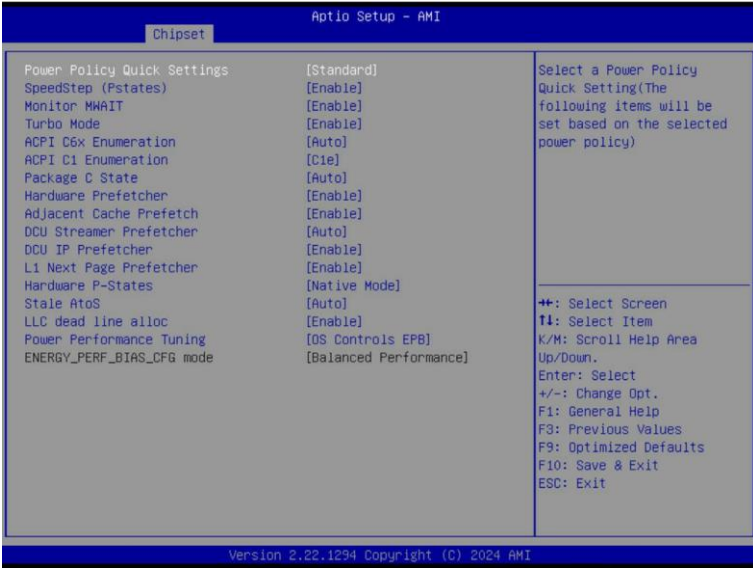 Aptio Setup – AMI
Chipset
Power Policy Quick Settings [Standard]
SpeedStep (Pstates) [Enable]
Monitor MWAIT [Enable]
Turbo Mode [Enable]
ACPI C6x Enumeration [Auto]
ACPI C1 Enumeration [C1e]
Package C State [Auto]
Hardware Prefetcher [Enable]
Adjacent Cache Prefetch [Enable]
DCU Streamer Prefetcher [Auto]
DCU IP Prefetcher [Enable]
L1 Next Page Prefetcher [Enable]
Hardware P-States [Native Mode]
Stale AtoS [Auto]
LLC dead line alloc [Enable]
Power Performance Tuning [OS Controls EPB]
ENERGY_PERF_BIAS_CFG mode [Balanced Performance]
Select a Power Policy
Quick Setting(The
following items will be
set based on the selected
power policy)
→←: Select Screen
↑↓: Select Item
K/M: Scroll Help Area
Up/Down.
Enter: Select
+/-: Change Opt.
F1: General Help
F3: Previous Values
F9: Optimized Defaults
F10: Save & Exit
ESC: Exit
Version 2.22.1294 Copyright (C) 2024 AMI